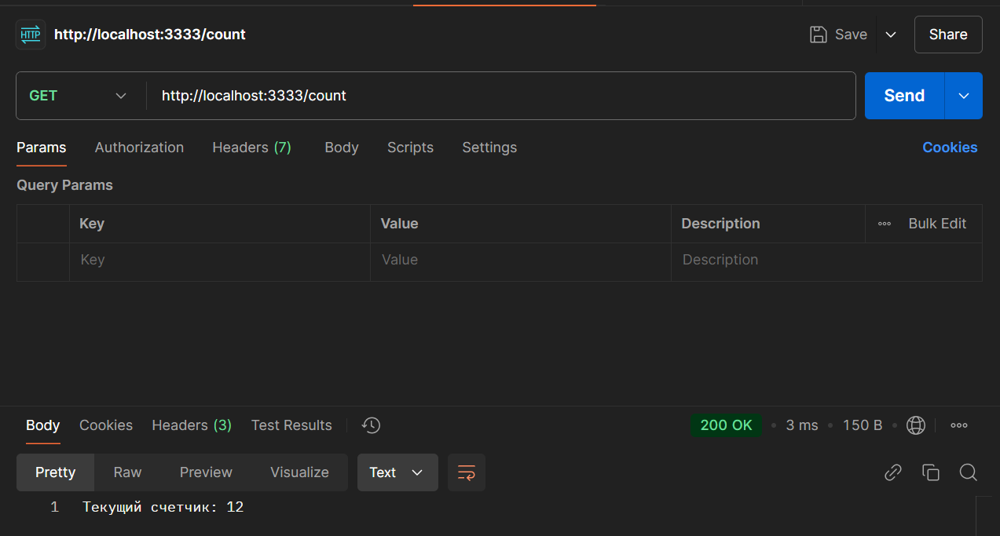 HTTP http://localhost:3333/count Save Share
GET http://localhost:3333/count Send
Params Authorization Headers (7) Body Scripts Settings Cookies
Query Params
Key Value Description Bulk Edit
Key Value Description
Body Cookies Headers (3) Test Results 200 OK • 3 ms • 150 B •
Pretty Raw Preview Visualize Text
1 Текущий счетчик: 12